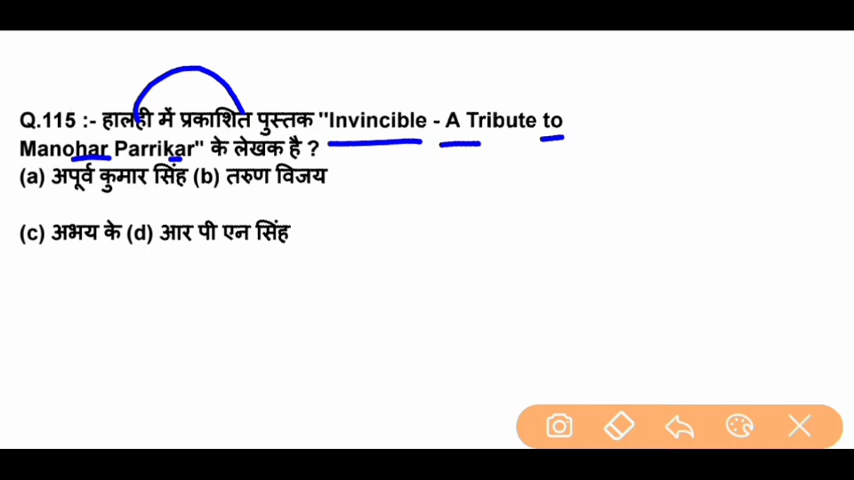 Q.115 :- हालही में प्रकाशित पुस्तक "Invincible - A Tribute to
Manohar Parrikar" के लेखक है ?
(a) अपूर्व कुमार सिंह (b) तरुण विजय
(c) अभय के (d) आर पी एन सिंह